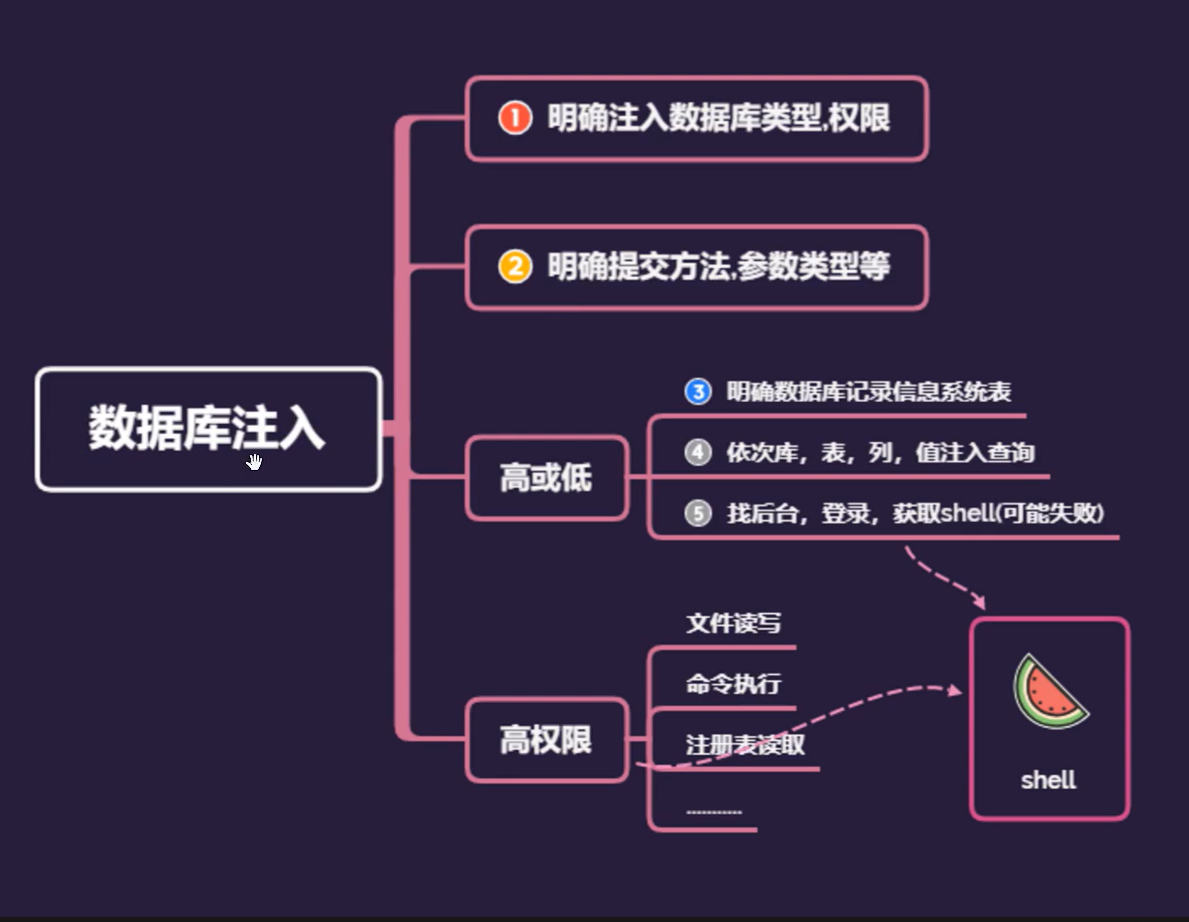 1 明确注入数据库类型,权限
2 明确提交方法,参数类型等
数据库注入
高或低
3 明确数据库记录信息系统表
4 依次库，表，列，值注入查询
5 找后台，登录，获取shell(可能失败)
高权限
文件读写
命令执行
注册表读取
...........
shell